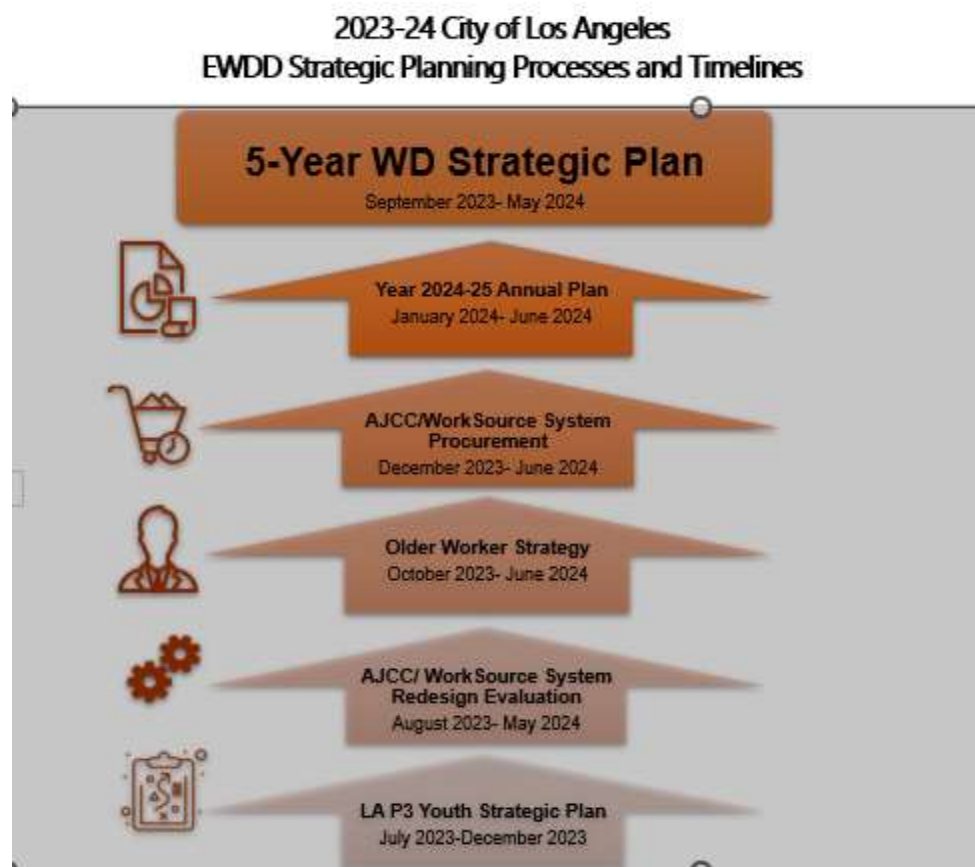 2023-24 City of Los Angeles
EWDD Strategic Planning Processes and Timelines
5-Year WD Strategic Plan
September 2023- May 2024
Year 2024-25 Annual Plan
January 2024- June 2024
AJCC/WorkSource System
Procurement
December 2023- June 2024
Older Worker Strategy
October 2023- June 2024
AJCC/ WorkSource System
Redesign Evaluation
August 2023- May 2024
LA P3 Youth Strategic Plan
July 2023-December 2023